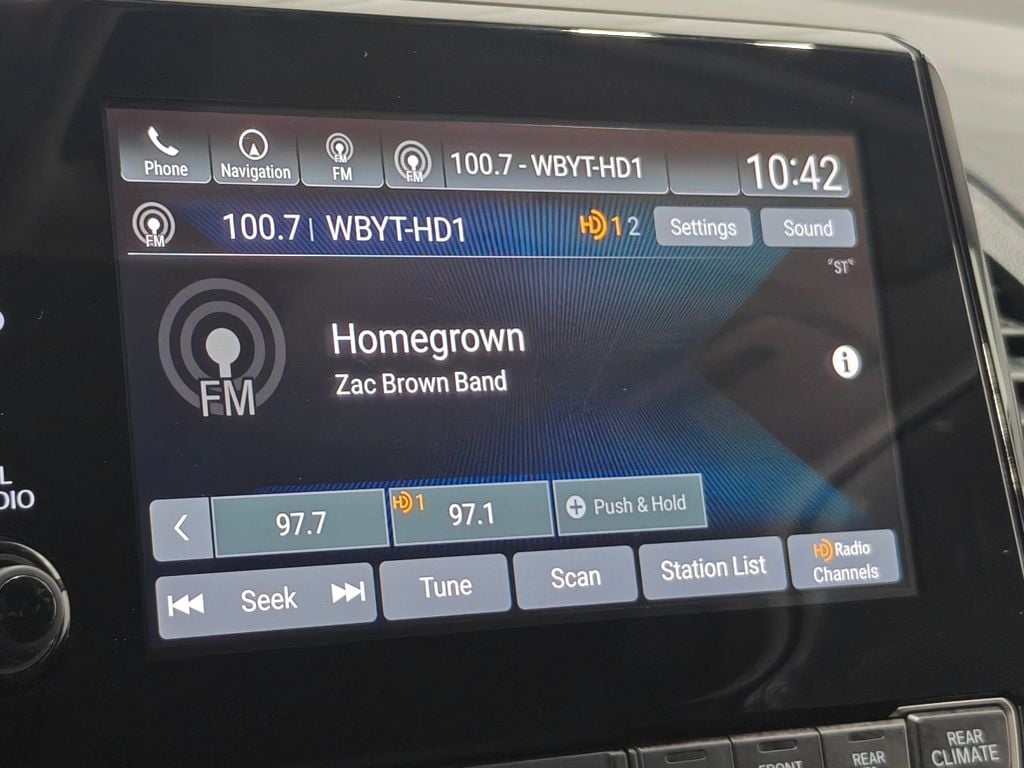 Phone
Navigation
FM
FM
100.7 - WBYT-HD1
10:42
FM
100.7 | WBYT-HD1
HD 1 2
Settings
Sound
"ST"
FM
Homegrown
Zac Brown Band
i
97.7
HD 1
97.1
Push & Hold
Seek
Tune
Scan
Station List
HD Radio
Channels
REAR
CLIMATE
REAR
FRONT